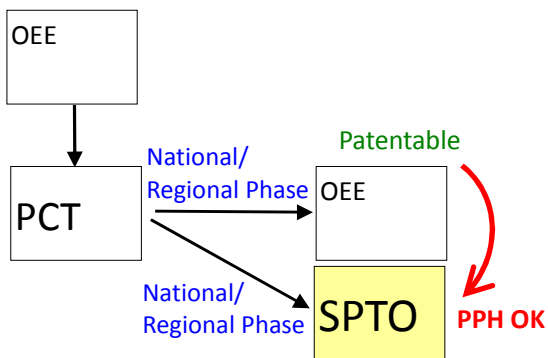 OEE
PCT
National/
Regional Phase
Patentable
OEE
National/
Regional Phase
SPTO
PPH OK